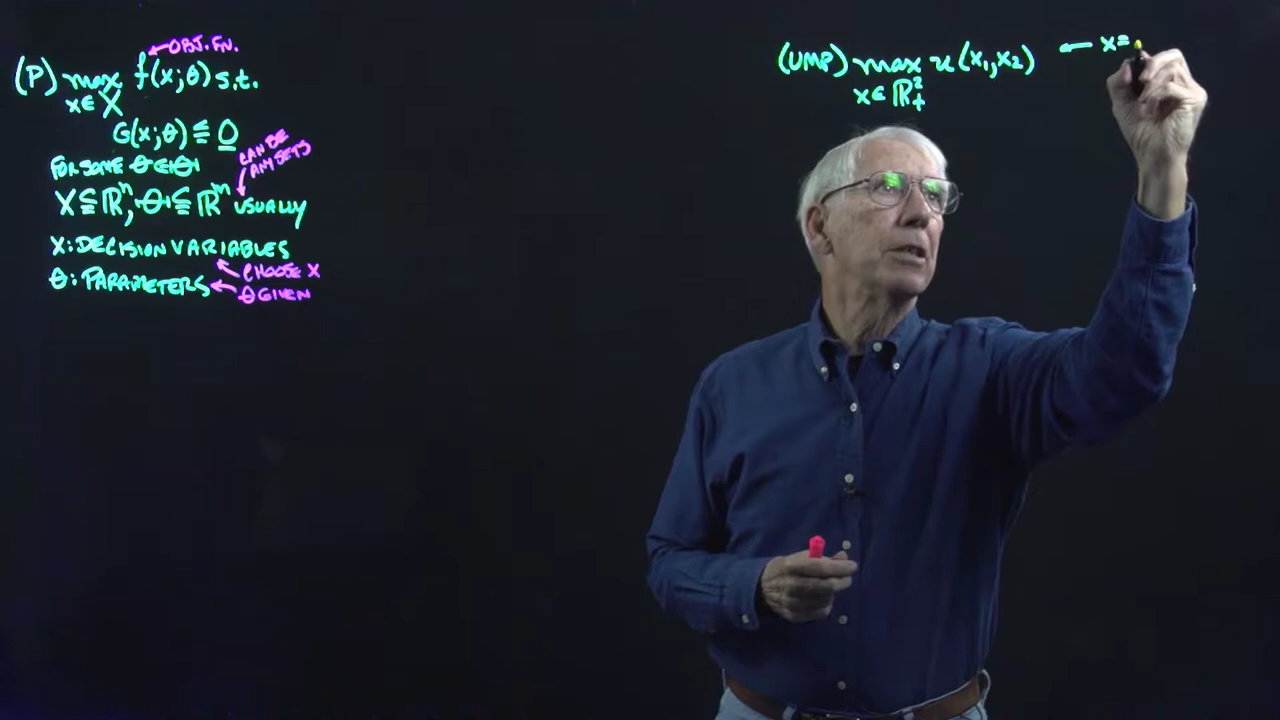 OBJ. FN.
(P) max f(x;θ) s.t.
x∈X
G(x;θ) ≦ 0
FOR SOME θ∈Θ
CAN BE
ANY SETS
X⊆ℝⁿ, Θ⊆ℝᵐ USUALLY
X: DECISION VARIABLES
CHOOSE X
θ: PARAMETERS
θ GIVEN
(UMP) max u(x₁,x₂) ← x=
x∈ℝ²₊